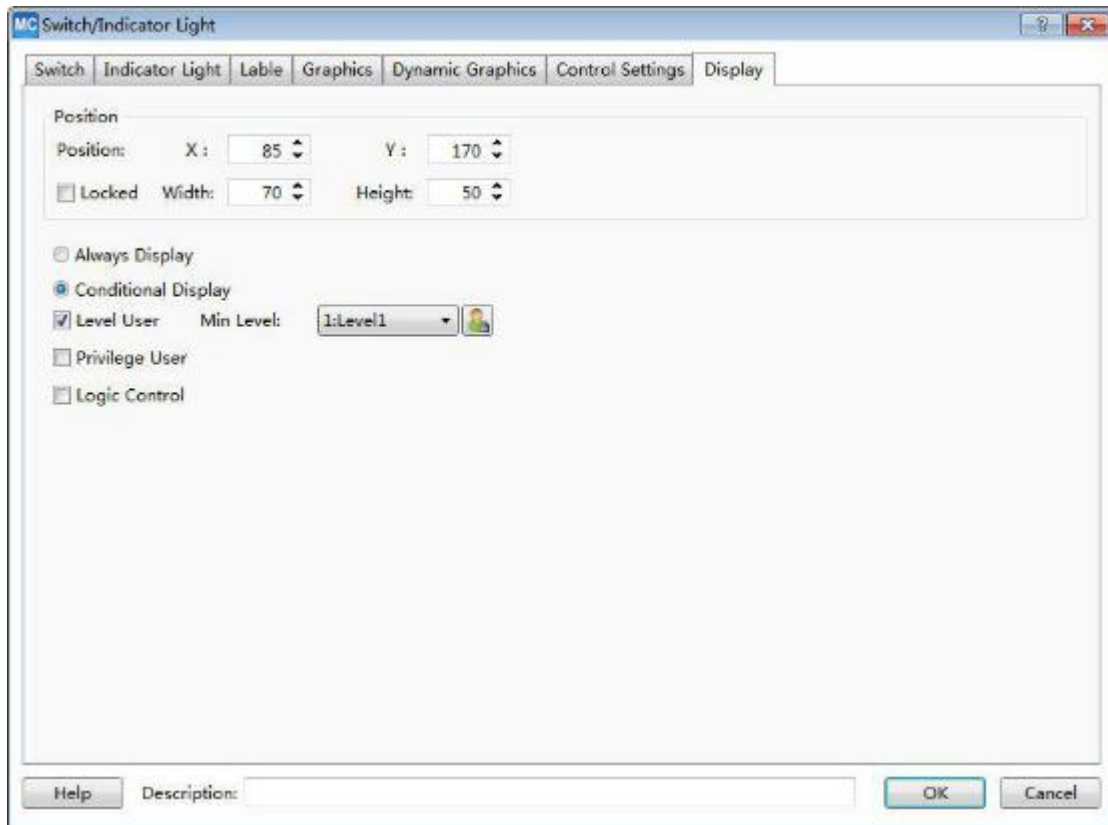 MC Switch/Indicator Light
Switch Indicator Light Lable Graphics Dynamic Graphics Control Settings Display
Position
Position: X : 85 Y : 170
Locked Width: 70 Height: 50
Always Display
Conditional Display
Level User Min Level: 1:Level1
Privilege User
Logic Control
Help Description: OK Cancel